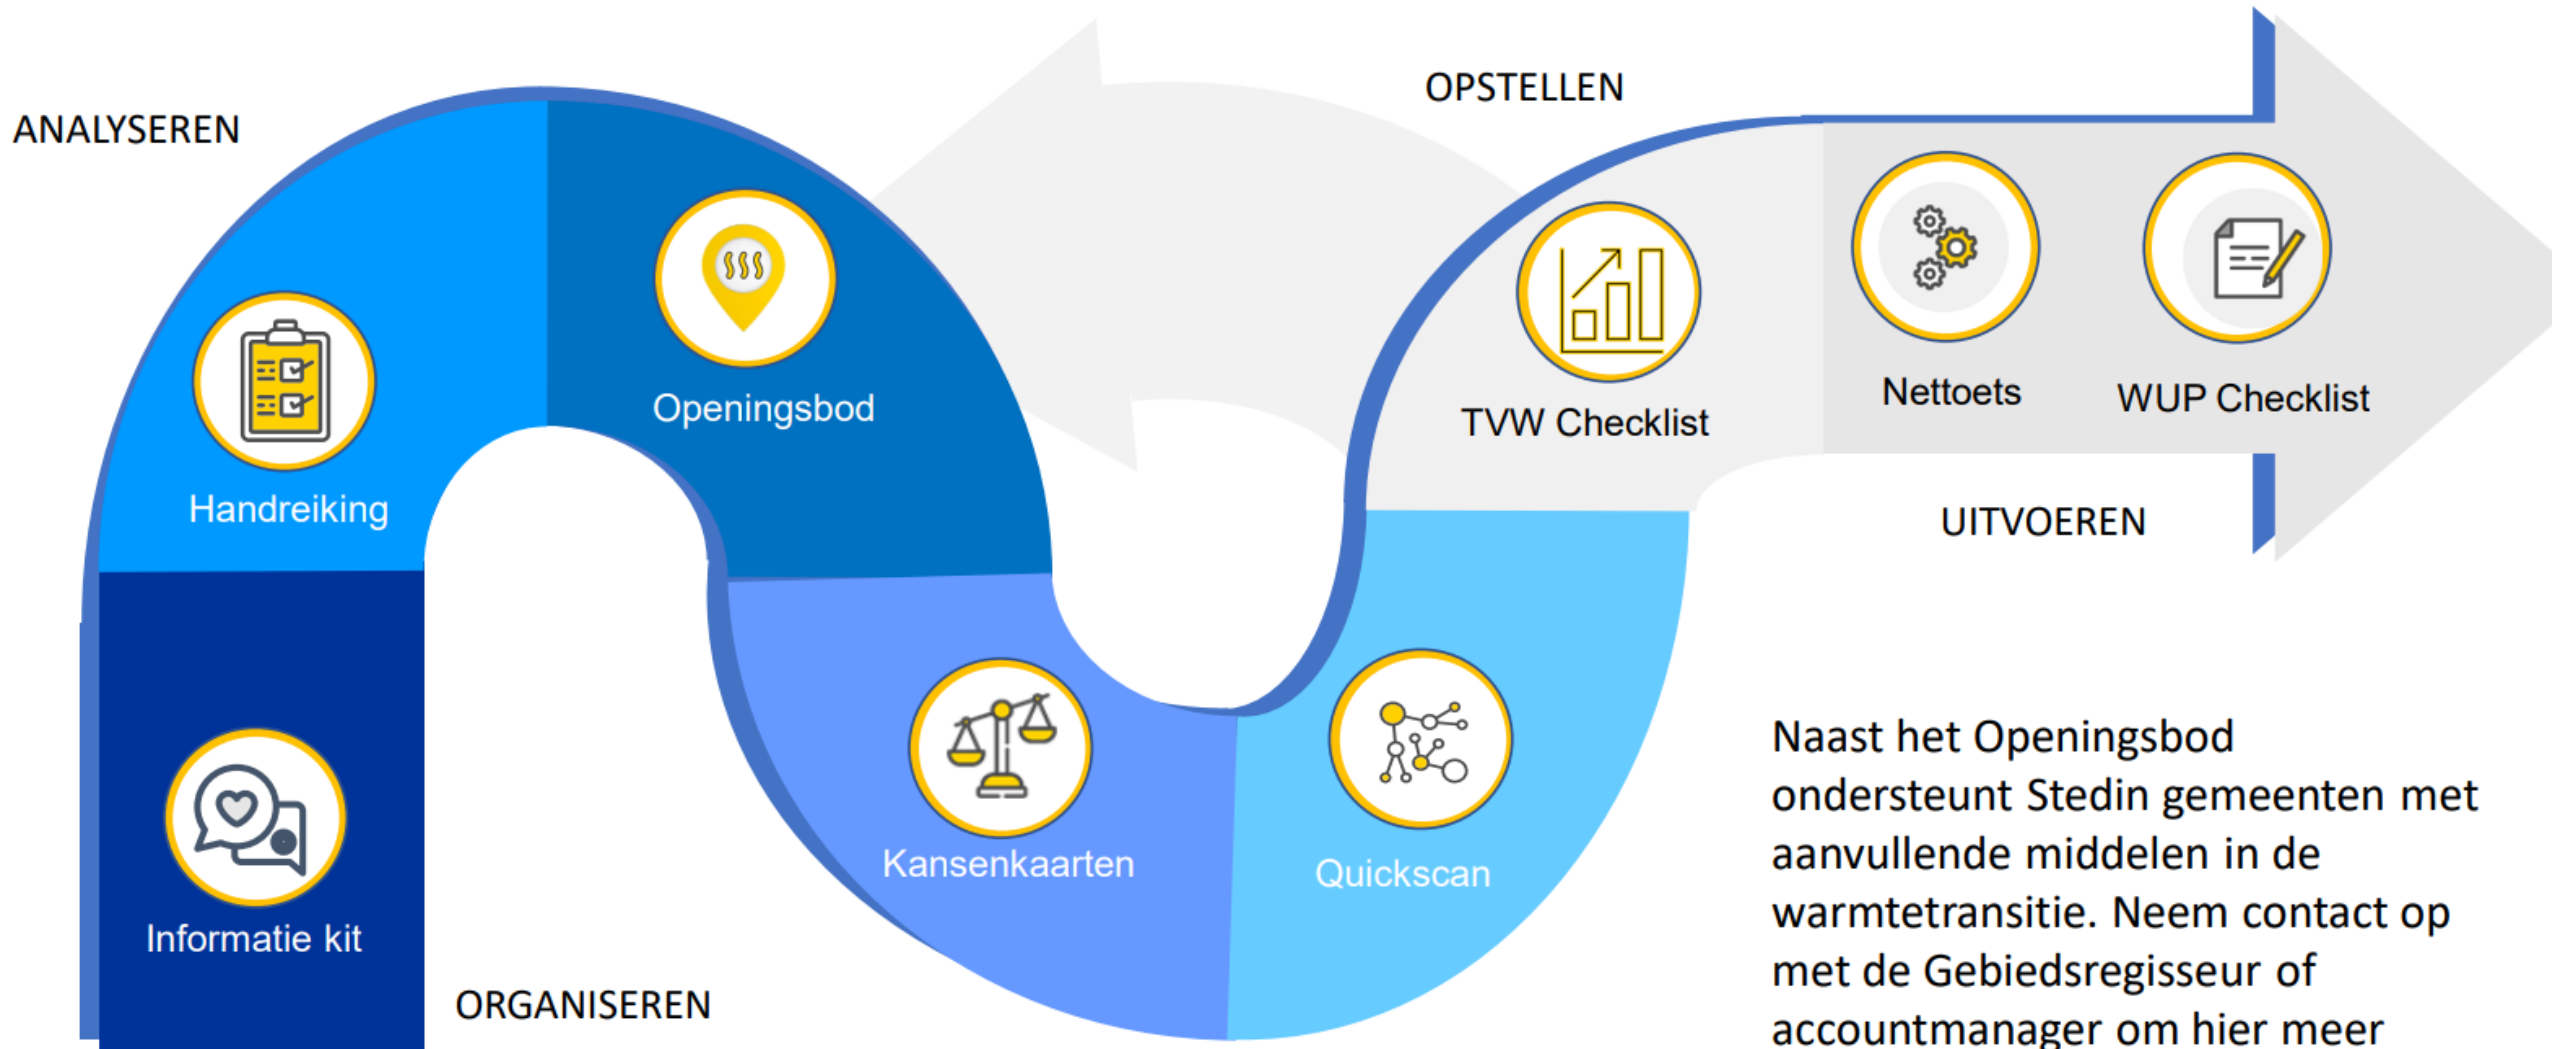 ANALYSEREN
OPSTELLEN
Openingsbod
Handreiking
TVW Checklist
Nettoets
WUP Checklist
UITVOEREN
Kansenkaarten
Quickscan
Informatie kit
ORGANISEREN
Naast het Openingsbod
ondersteunt Stedin gemeenten met
aanvullende middelen in de
warmtetransitie. Neem contact op
met de Gebiedsregisseur of
accountmanager om hier meer